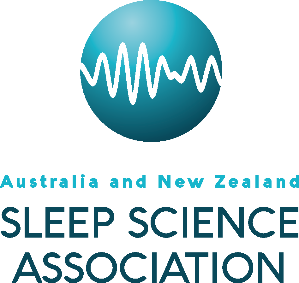 Australia and New Zealand
SLEEP SCIENCE
ASSOCIATION